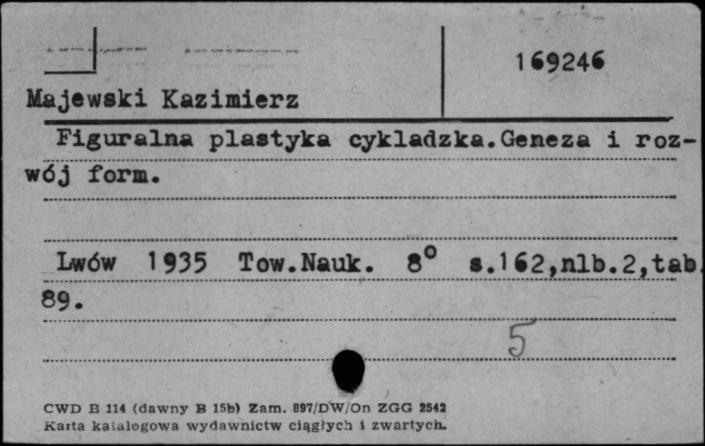 169246
Majewski Kazimierz
Figuralna plastyka cykladzka.Geneza i roz-
wój form.
Lwów 1935 Tow.Nauk. 8° s.162,nlb.2,tab.
89.
5
CWD B 114 (dawny B 15b) Zam. 897/DW/On ZGG 2542
Karta katalogowa wydawnictw ciągłych i zwartych.